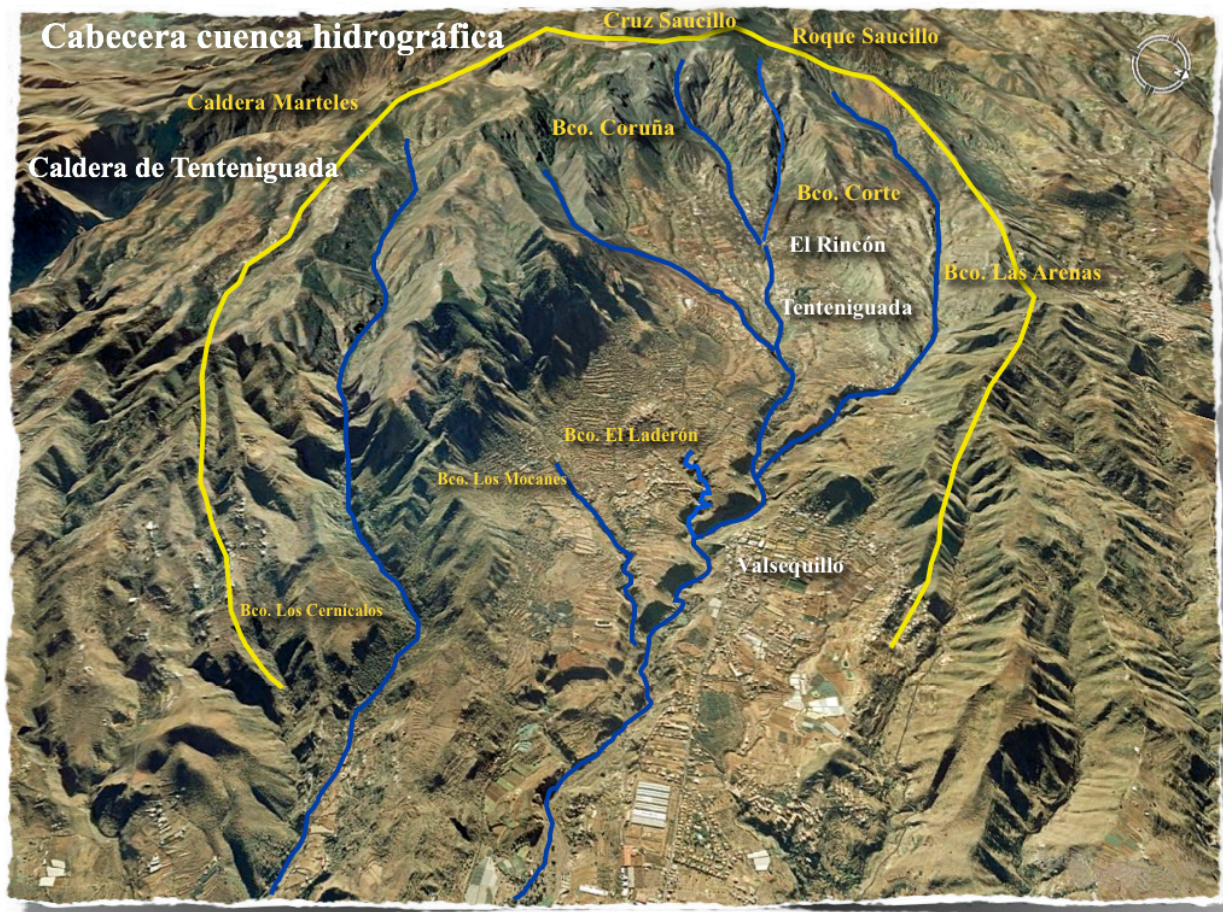 Cabecera cuenca hidrográfica
Cruz Saucillo
Roque Saucillo
Caldera Marteles
Bco. Coruña
Caldera de Tenteniguada
Bco. Corte
El Rincón
Bco. Las Arenas
Tenteniguada
Bco. El Laderón
Bco. Los Mocanes
Valsequillo
Bco. Los Cernícalos
N